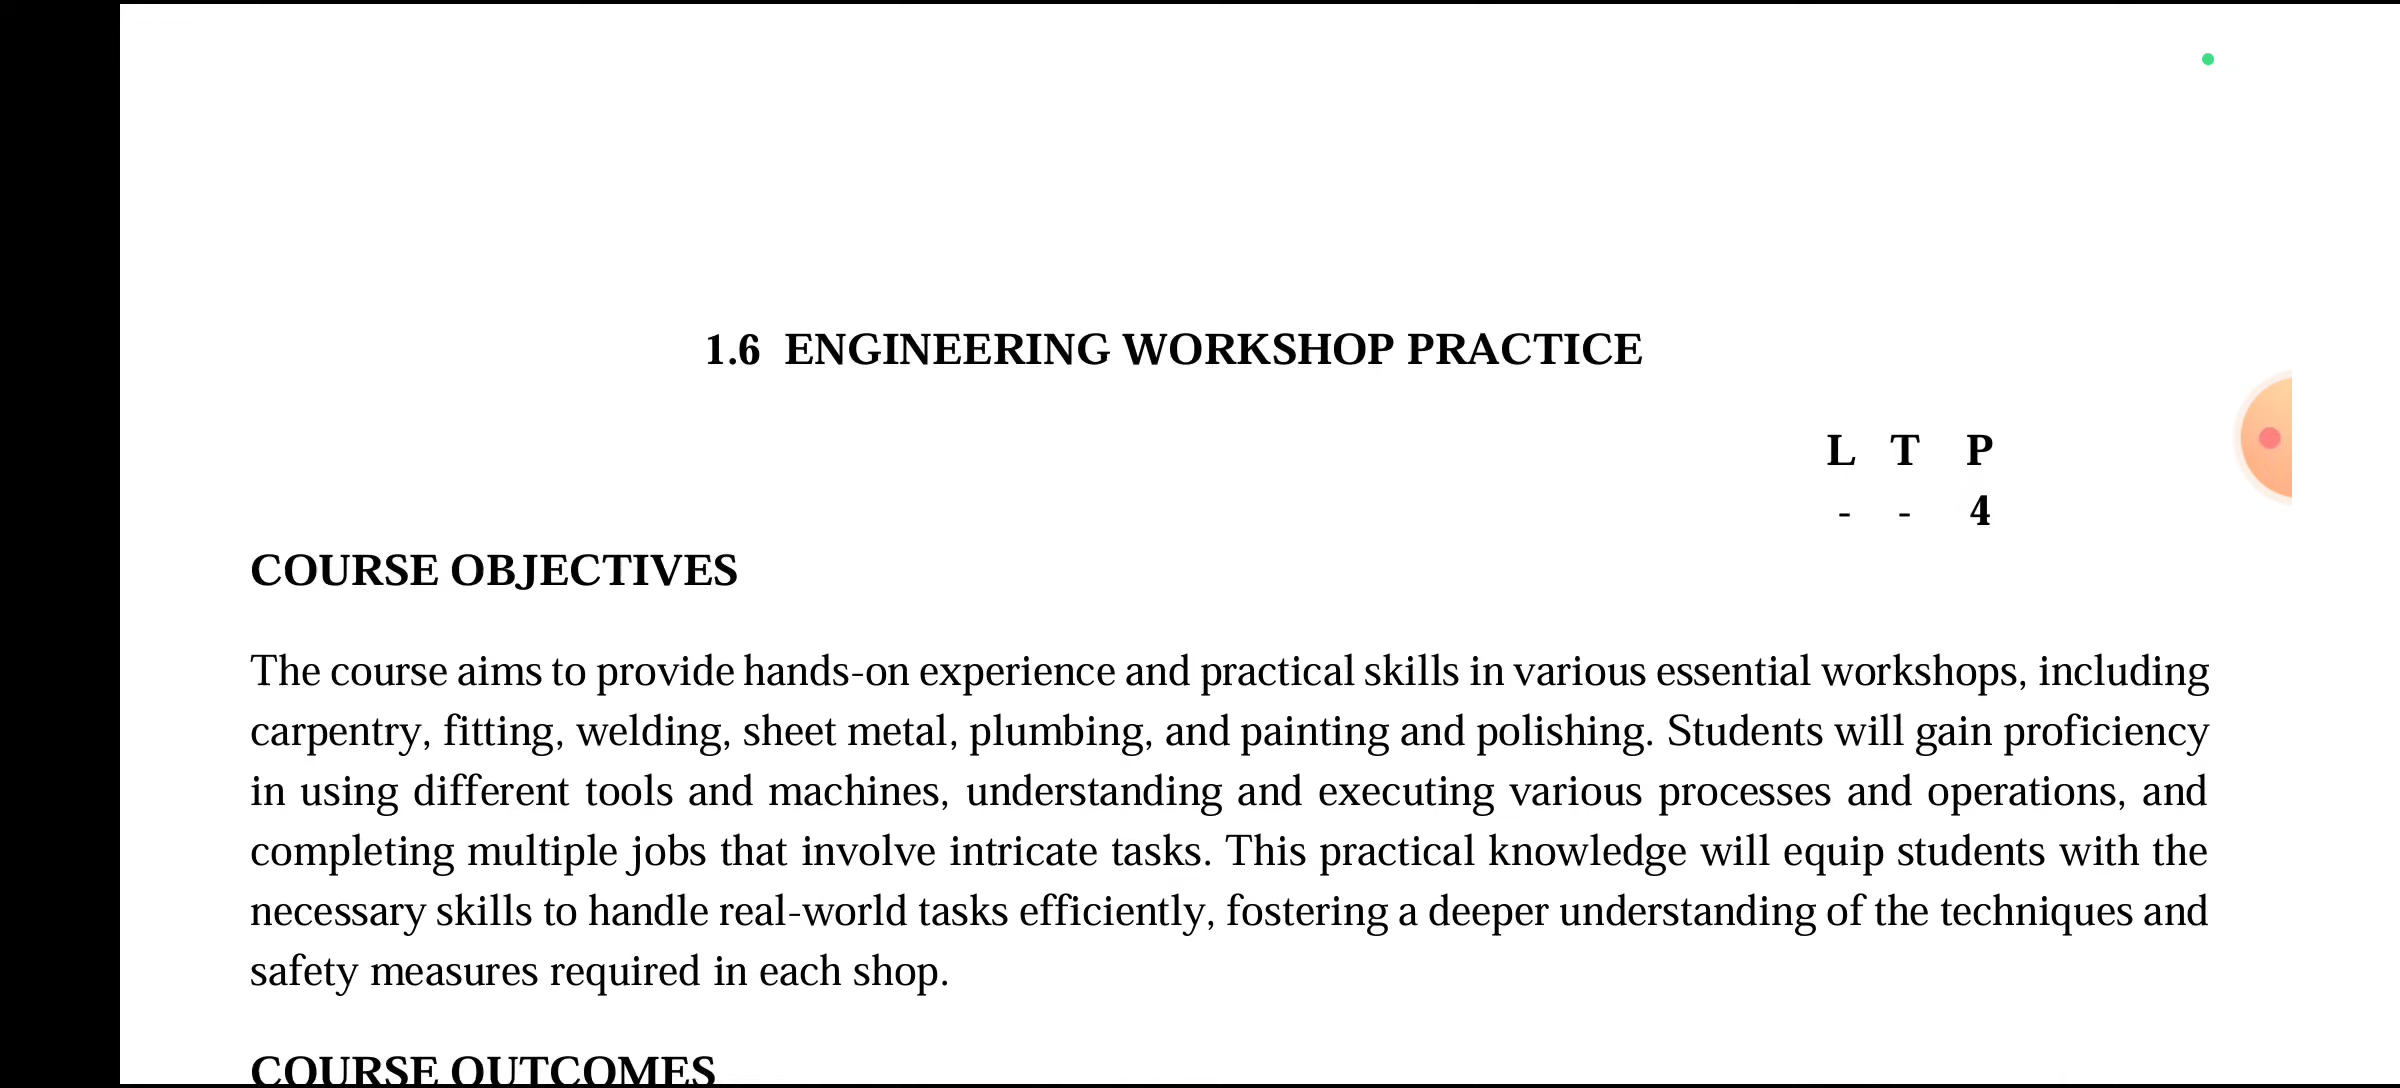 1.6 ENGINEERING WORKSHOP PRACTICE
L T P
- - 4
COURSE OBJECTIVES
The course aims to provide hands-on experience and practical skills in various essential workshops, including
carpentry, fitting, welding, sheet metal, plumbing, and painting and polishing. Students will gain proficiency
in using different tools and machines, understanding and executing various processes and operations, and
completing multiple jobs that involve intricate tasks. This practical knowledge will equip students with the
necessary skills to handle real-world tasks efficiently, fostering a deeper understanding of the techniques and
safety measures required in each shop.
COURSE OUTCOMES